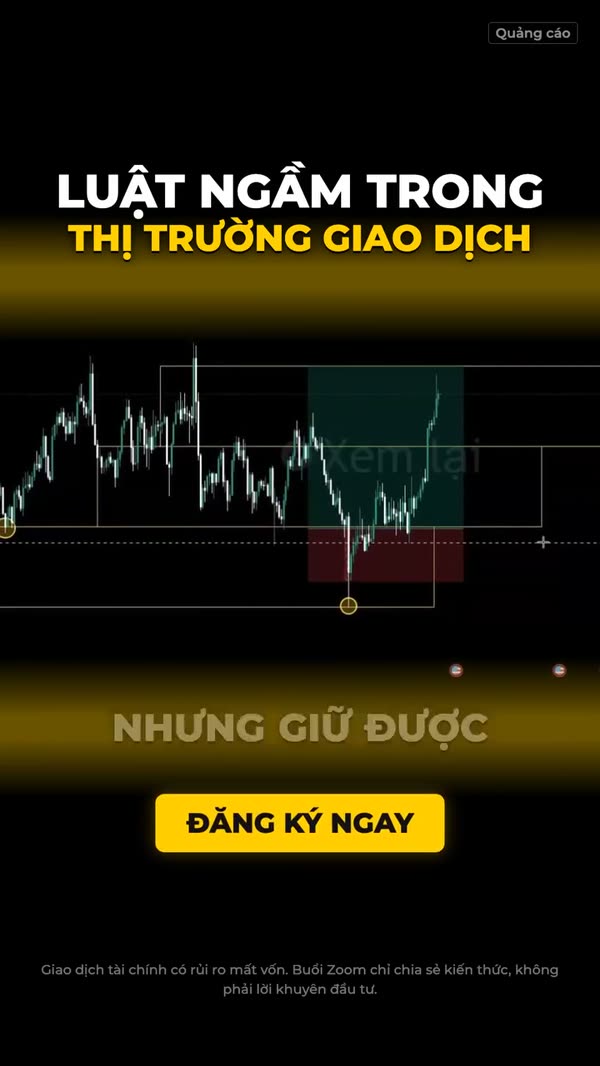 Quảng cáo
LUẬT NGẦM TRONG
THỊ TRƯỜNG GIAO DỊCH
Xem lại
NHƯNG GIỮ ĐƯỢC
ĐĂNG KÝ NGAY
Giao dịch tài chính có rủi ro mất vốn. Buổi Zoom chỉ chia sẻ kiến thức, không
phải lời khuyên đầu tư.